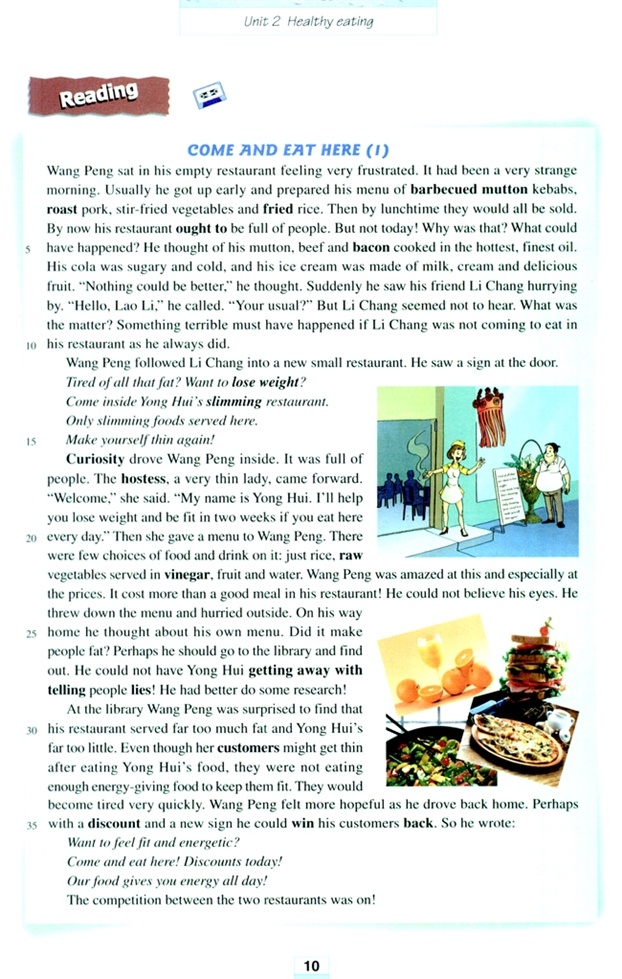 Unit 2 Healthy eating
Reading
COME AND EAT HERE (1)
Wang Peng sat in his empty restaurant feeling very frustrated. It had been a very strange
morning. Usually he got up early and prepared his menu of barbecued mutton kebabs,
roast pork, stir-fried vegetables and fried rice. Then by lunchtime they would all be sold.
By now his restaurant ought to be full of people. But not today! Why was that? What could
5 have happened? He thought of his mutton, beef and bacon cooked in the hottest, finest oil.
His cola was sugary and cold, and his ice cream was made of milk, cream and delicious
fruit. “Nothing could be better,” he thought. Suddenly he saw his friend Li Chang hurrying
by. “Hello, Lao Li,” he called. “Your usual?” But Li Chang seemed not to hear. What was
the matter? Something terrible must have happened if Li Chang was not coming to eat in
10 his restaurant as he always did.
Wang Peng followed Li Chang into a new small restaurant. He saw a sign at the door.
Tired of all that fat? Want to lose weight?
Come inside Yong Hui's slimming restaurant.
Only slimming foods served here.
15 Make yourself thin again!
Curiosity drove Wang Peng inside. It was full of
people. The hostess, a very thin lady, came forward.
“Welcome,” she said. “My name is Yong Hui. I'll help
you lose weight and be fit in two weeks if you eat here
20 every day.” Then she gave a menu to Wang Peng. There
were few choices of food and drink on it: just rice, raw
vegetables served in vinegar, fruit and water. Wang Peng was amazed at this and especially at
the prices. It cost more than a good meal in his restaurant! He could not believe his eyes. He
threw down the menu and hurried outside. On his way
25 home he thought about his own menu. Did it make
people fat? Perhaps he should go to the library and find
out. He could not have Yong Hui getting away with
telling people lies! He had better do some research!
At the library Wang Peng was surprised to find that
30 his restaurant served far too much fat and Yong Hui's
far too little. Even though her customers might get thin
after eating Yong Hui's food, they were not eating
enough energy-giving food to keep them fit. They would
become tired very quickly. Wang Peng felt more hopeful as he drove back home. Perhaps
35 with a discount and a new sign he could win his customers back. So he wrote:
Want to feel fit and energetic?
Come and eat here! Discounts today!
Our food gives you energy all day!
The competition between the two restaurants was on!
10